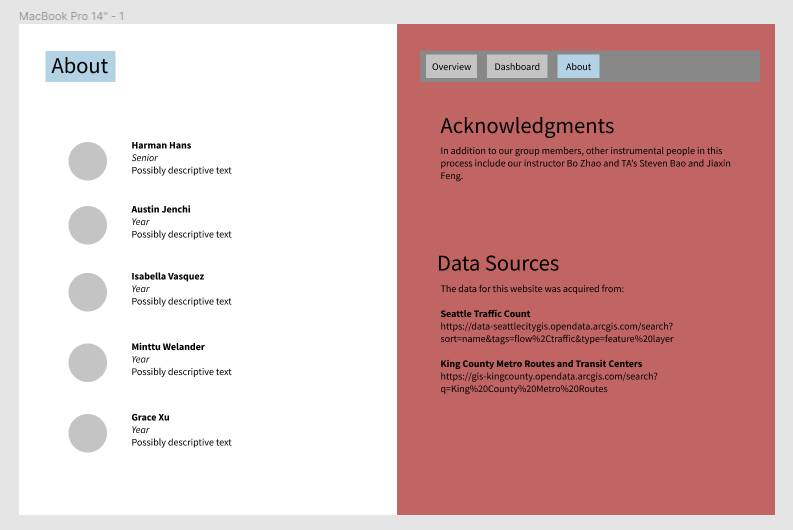 MacBook Pro 14" - 1
About
Harman Hans
Senior
Possibly descriptive text
Austin Jenchi
Year
Possibly descriptive text
Isabella Vasquez
Year
Possibly descriptive text
Minttu Welander
Year
Possibly descriptive text
Grace Xu
Year
Possibly descriptive text
Overview
Dashboard
About
Acknowledgments
In addition to our group members, other instrumental people in this
process include our instructor Bo Zhao and TA's Steven Bao and Jiaxin
Feng.
Data Sources
The data for this website was acquired from:
Seattle Traffic Count
https://data-seattlecitygis.opendata.arcgis.com/search?
sort=name&tags=flow%2Ctraffic&type=feature%20layer
King County Metro Routes and Transit Centers
https://gis-kingcounty.opendata.arcgis.com/search?
q=King%20County%20Metro%20Routes